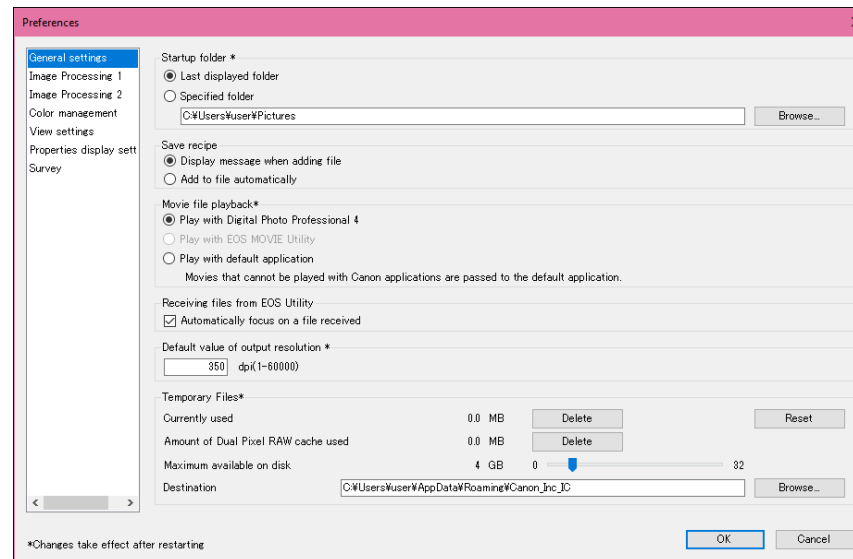 Preferences
General settings
Image Processing 1
Image Processing 2
Color management
View settings
Properties display sett
Survey
Startup folder *
Last displayed folder
Specified folder
C:¥Users¥user¥Pictures
Browse...
Save recipe
Display message when adding file
Add to file automatically
Movie file playback*
Play with Digital Photo Professional 4
Play with EOS MOVIE Utility
Play with default application
Movies that cannot be played with Canon applications are passed to the default application.
Receiving files from EOS Utility
Automatically focus on a file received
Default value of output resolution *
350 dpi(1-60000)
Temporary Files*
Currently used 0.0 MB Delete Reset
Amount of Dual Pixel RAW cache used 0.0 MB Delete
Maximum available on disk 4 GB 0 32
Destination C:¥Users¥user¥AppData¥Roaming¥Canon_Inc_IC Browse...
*Changes take effect after restarting
OK Cancel